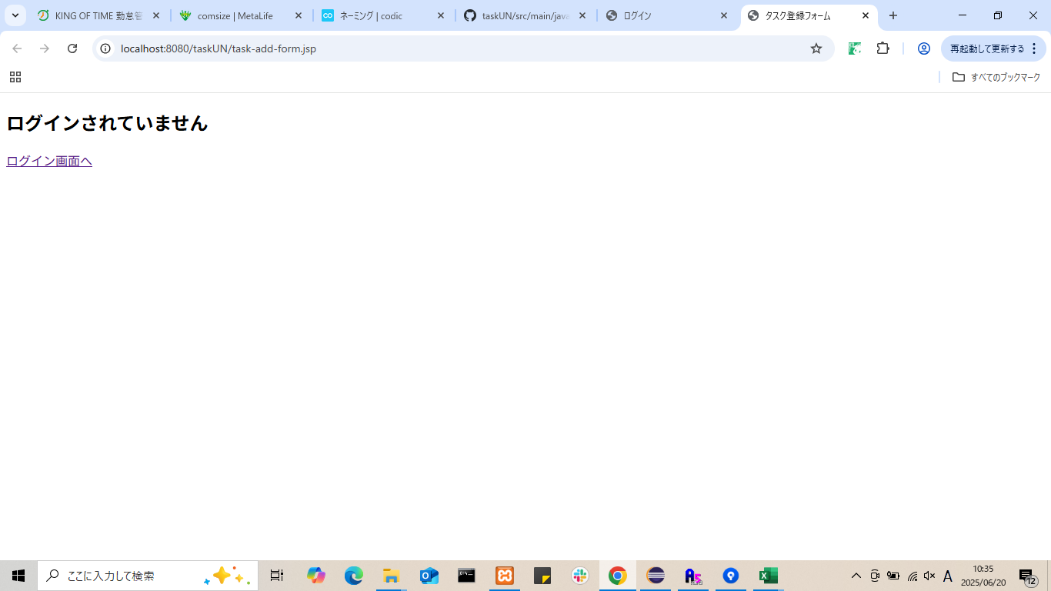 KING OF TIME 勤怠管
comsize | MetaLife
ネーミング | codic
taskUN/src/main/java
ログイン
タスク登録フォーム
localhost:8080/taskUN/task-add-form.jsp
再起動して更新する
すべてのブックマーク
ログインされていません
ログイン画面へ
ここに入力して検索
A
10:35
2025/06/20
12